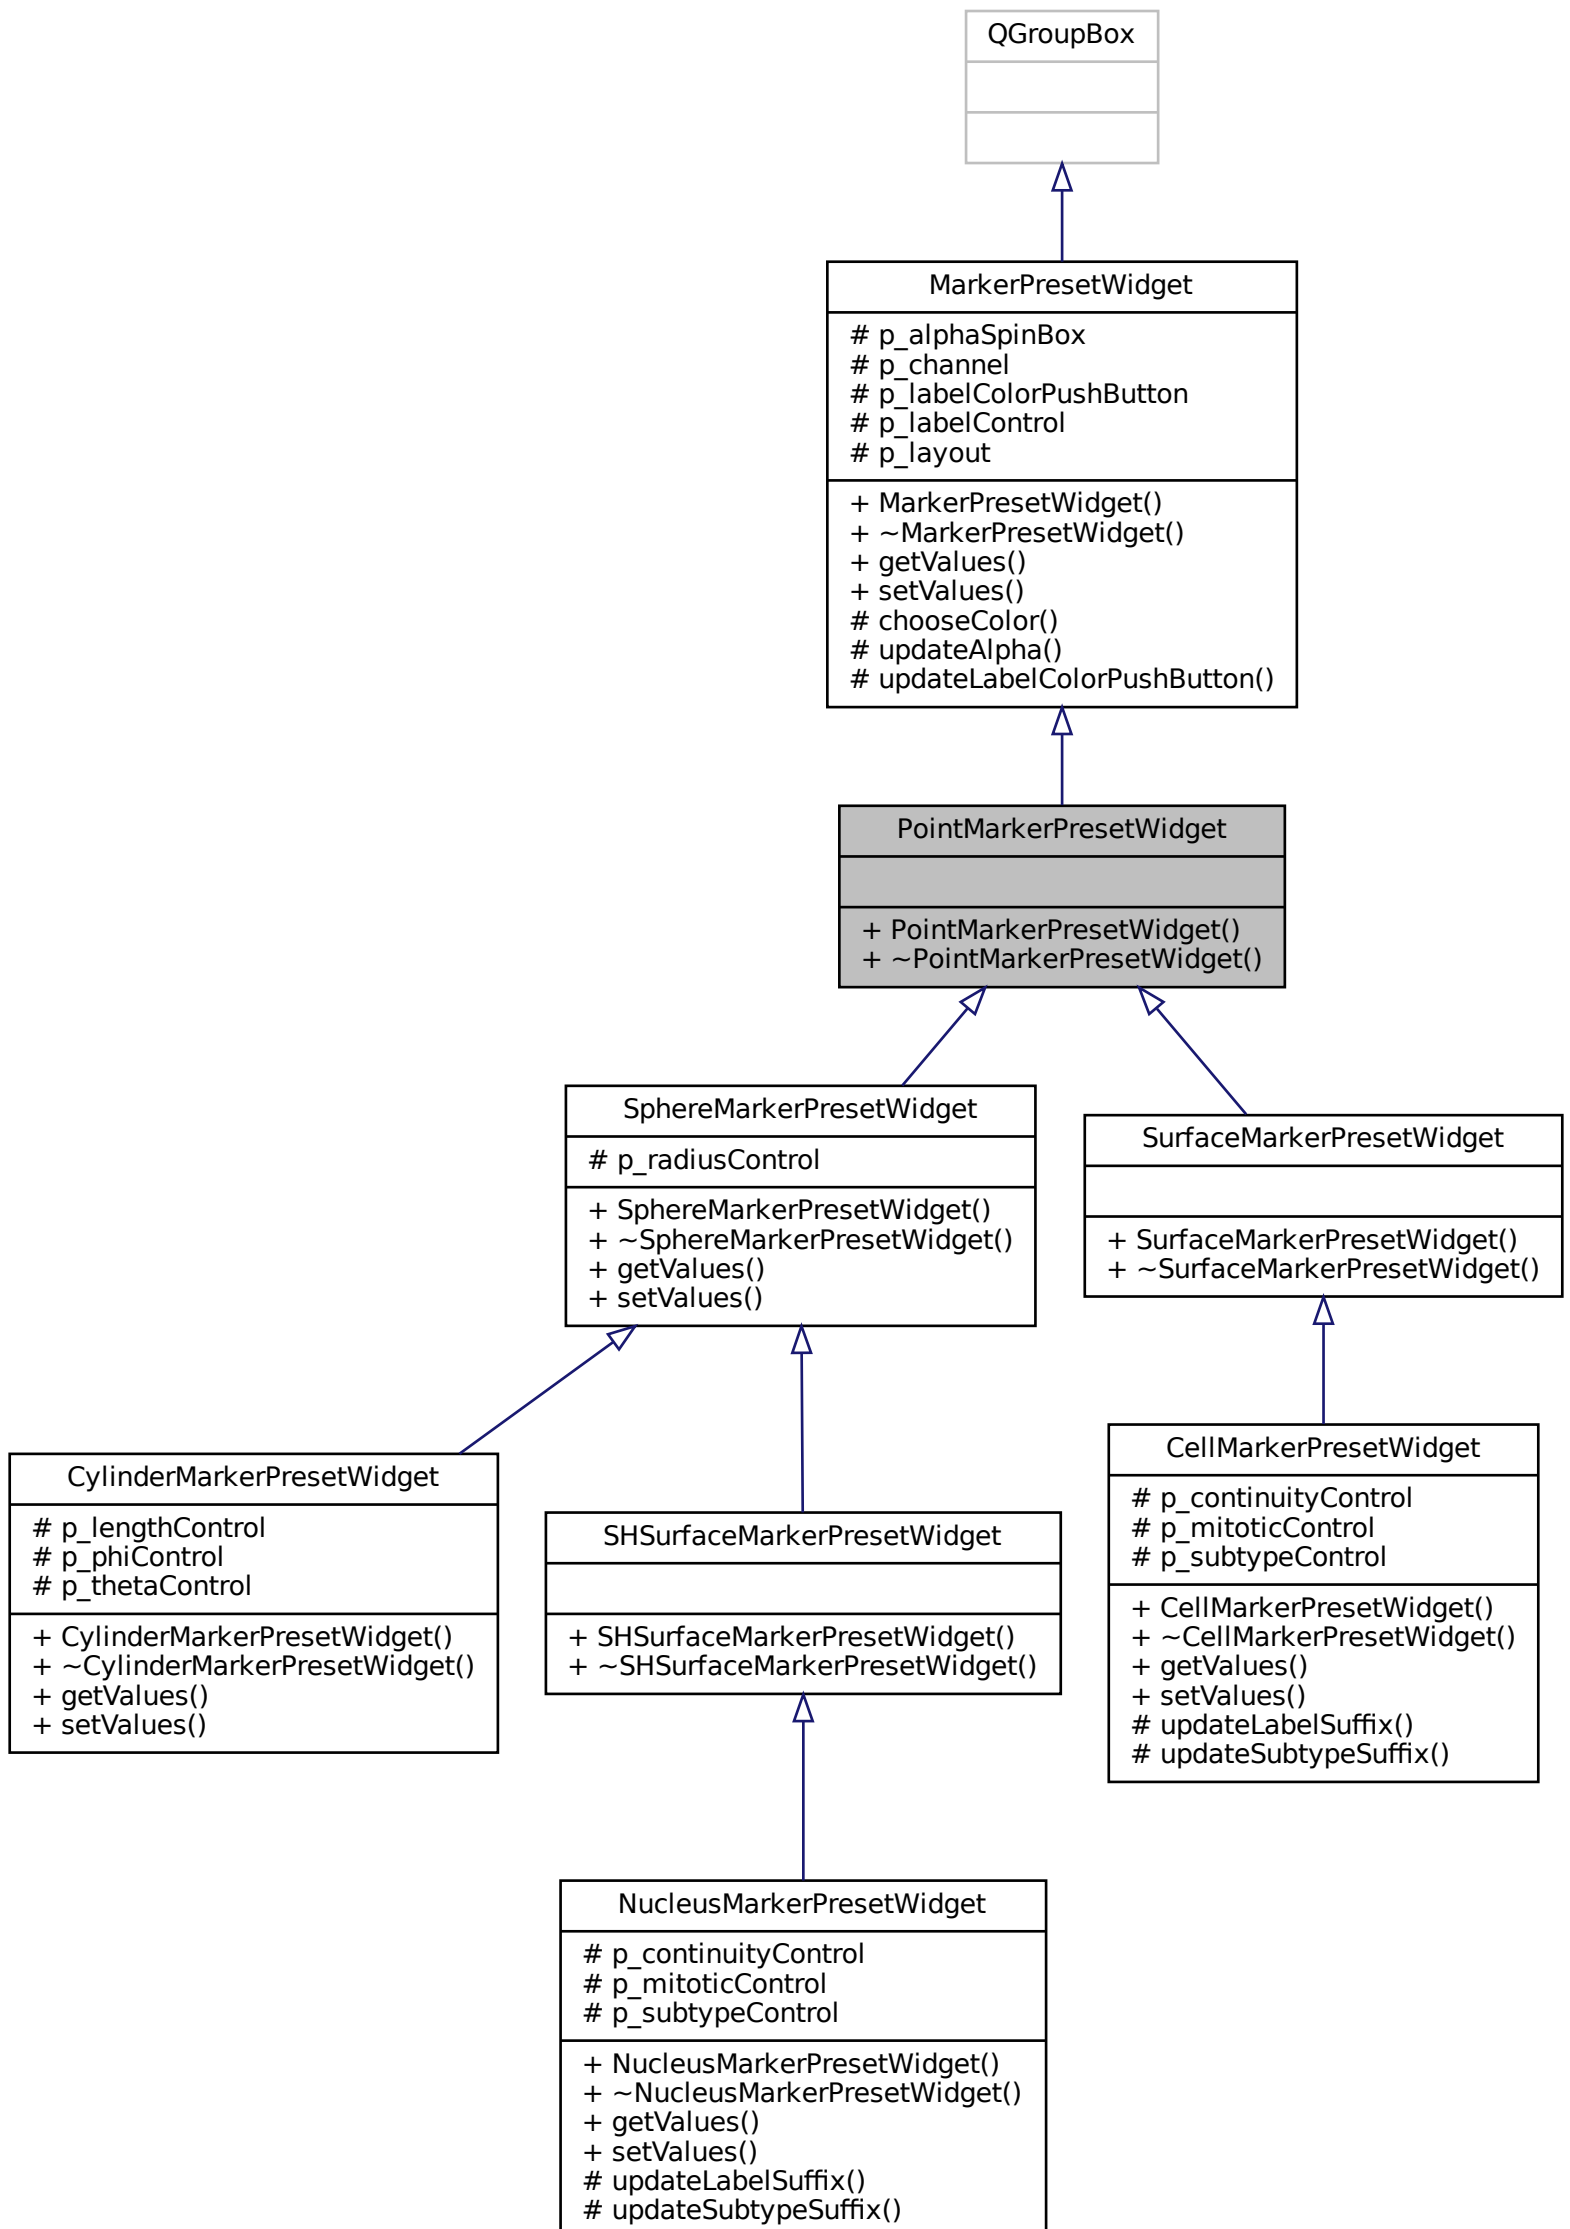 QGroupBox
MarkerPresetWidget
# p_alphaSpinBox
# p_channel
# p_labelColorPushButton
# p_labelControl
# p_layout
+ MarkerPresetWidget()
+ ~MarkerPresetWidget()
+ getValues()
+ setValues()
# chooseColor()
# updateAlpha()
# updateLabelColorPushButton()
PointMarkerPresetWidget
+ PointMarkerPresetWidget()
+ ~PointMarkerPresetWidget()
SphereMarkerPresetWidget
# p_radiusControl
+ SphereMarkerPresetWidget()
+ ~SphereMarkerPresetWidget()
+ getValues()
+ setValues()
SurfaceMarkerPresetWidget
+ SurfaceMarkerPresetWidget()
+ ~SurfaceMarkerPresetWidget()
CylinderMarkerPresetWidget
# p_lengthControl
# p_phiControl
# p_thetaControl
+ CylinderMarkerPresetWidget()
+ ~CylinderMarkerPresetWidget()
+ getValues()
+ setValues()
SHSurfaceMarkerPresetWidget
+ SHSurfaceMarkerPresetWidget()
+ ~SHSurfaceMarkerPresetWidget()
CellMarkerPresetWidget
# p_continuityControl
# p_mitoticControl
# p_subtypeControl
+ CellMarkerPresetWidget()
+ ~CellMarkerPresetWidget()
+ getValues()
+ setValues()
# updateLabelSuffix()
# updateSubtypeSuffix()
NucleusMarkerPresetWidget
# p_continuityControl
# p_mitoticControl
# p_subtypeControl
+ NucleusMarkerPresetWidget()
+ ~NucleusMarkerPresetWidget()
+ getValues()
+ setValues()
# updateLabelSuffix()
# updateSubtypeSuffix()